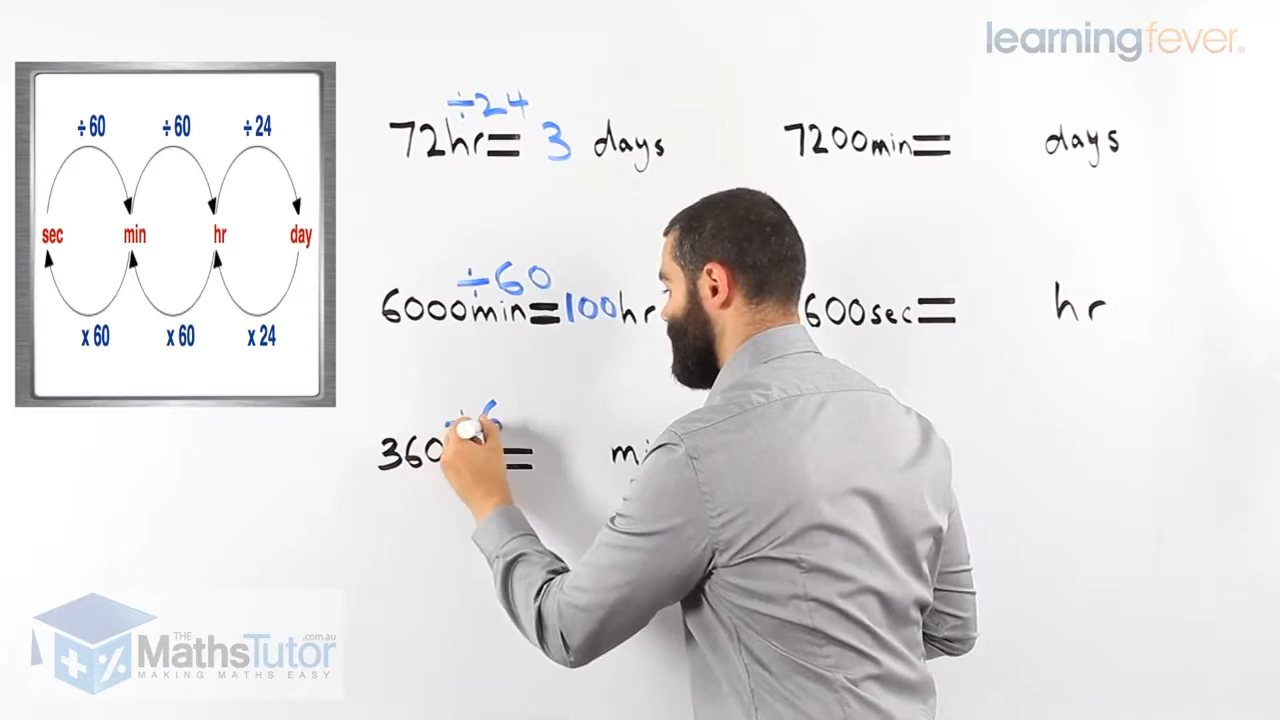 learningfever
÷ 60 ÷ 60 ÷ 24
sec min hr day
x 60 x 60 x 24
÷24
72hr= 3 days
7200min= days
÷60
6000min=100hr
600sec= hr
÷6
360 =
THE
MathsTutor
.com.au
MAKING MATHS EASY